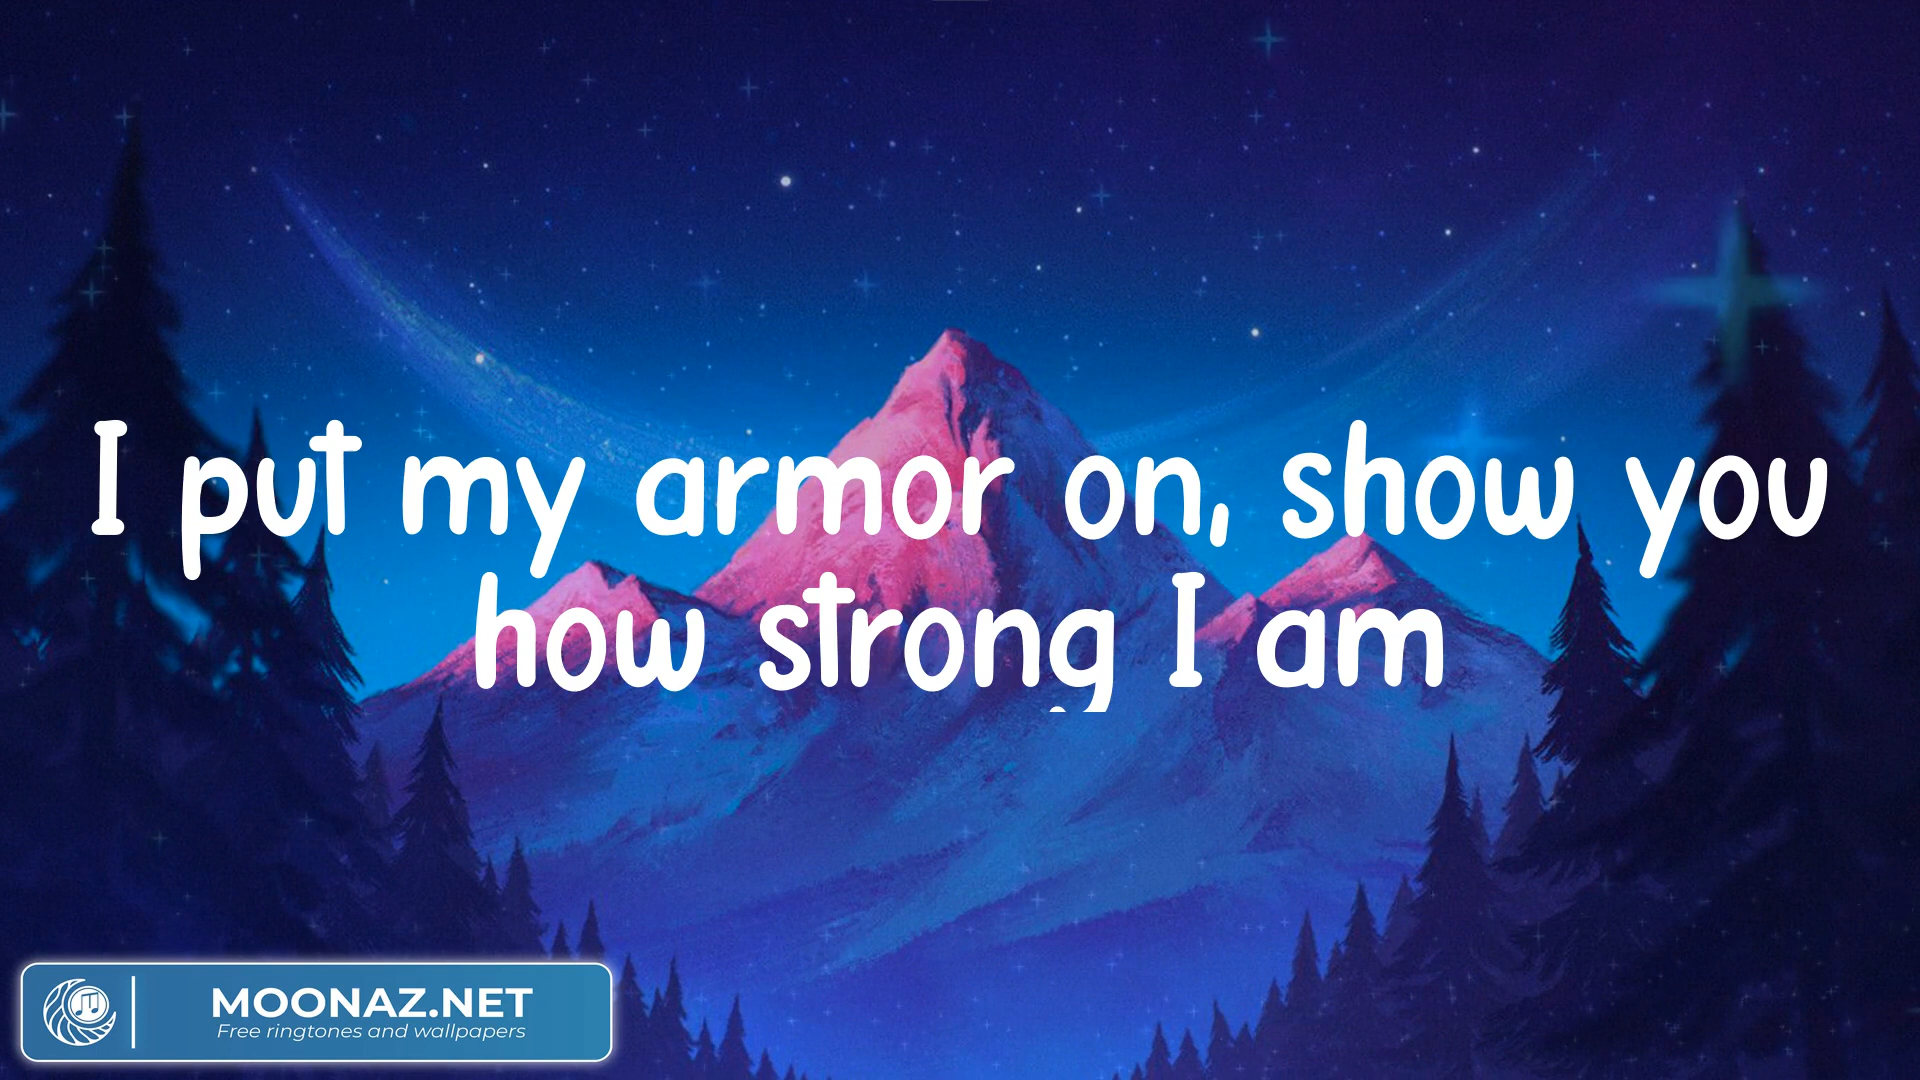 I put my armor on, show you
how strong I am
MOONAZ.NET
Free ringtones and wallpapers